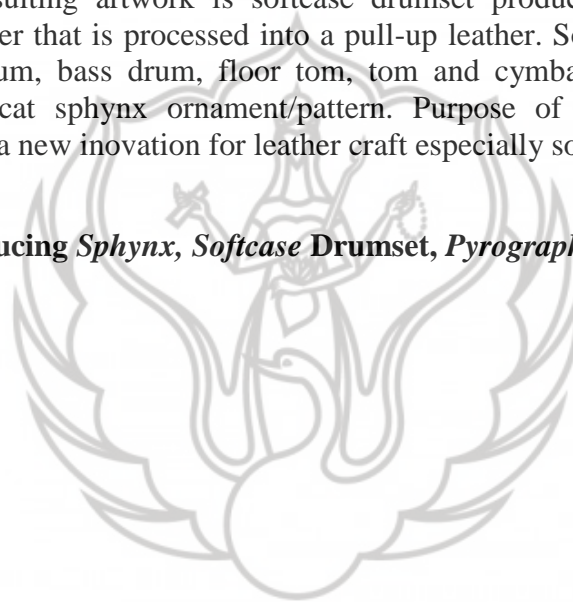 sulting artwork is softcase drumset produc
er that is processed into a pull-up leather. So
um, bass drum, floor tom, tom and cymba
cat sphynx ornament/pattern. Purpose of
a new inovation for leather craft especially so
ucing Sphynx, Softcase Drumset, Pyrograph